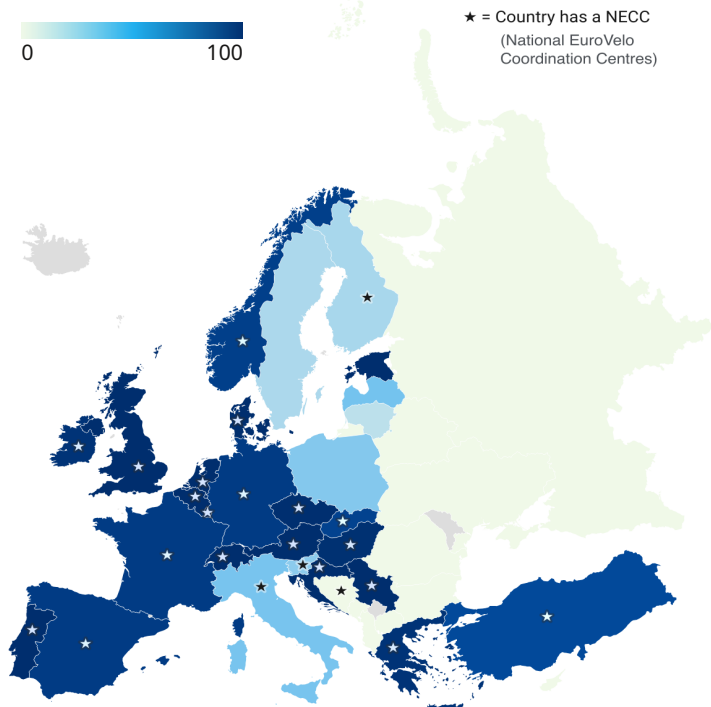 0
100
★ = Country has a NECC
(National EuroVelo
Coordination Centres)